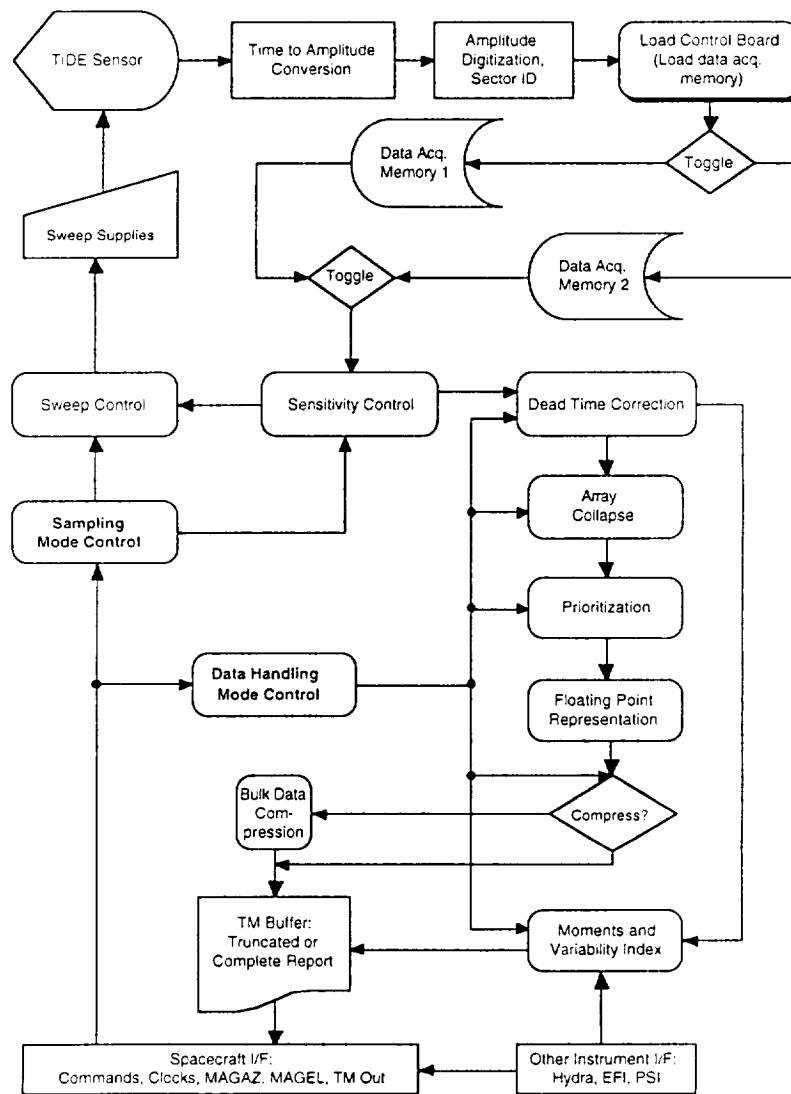 TIDE Sensor
Time to Amplitude
Conversion
Amplitude
Digitization,
Sector ID
Load Control Board
(Load data acq.
memory)
Data Acq.
Memory 1
Toggle
Sweep Supplies
Toggle
Data Acq.
Memory 2
Sweep Control
Sensitivity Control
Dead Time Correction
Sampling
Mode Control
Array
Collapse
Prioritization
Data Handling
Mode Control
Floating Point
Representation
Bulk Data
Com-
pression
Compress?
TM Buffer:
Truncated or
Complete Report
Moments and
Variability Index
Spacecraft I/F:
Commands, Clocks, MAGAZ, MAGEL, TM Out
Other Instrument I/F:
Hydra, EFI, PSI